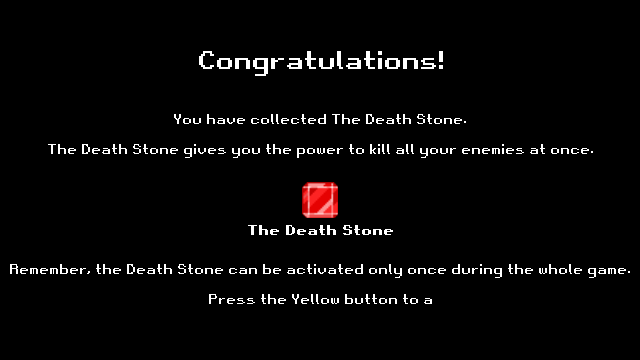 Congratulations!
You have collected The Death Stone.
The Death Stone gives you the power to kill all your enemies at once.
The Death Stone
Remember, the Death Stone can be activated only once during the whole game.
Press the Yellow button to a